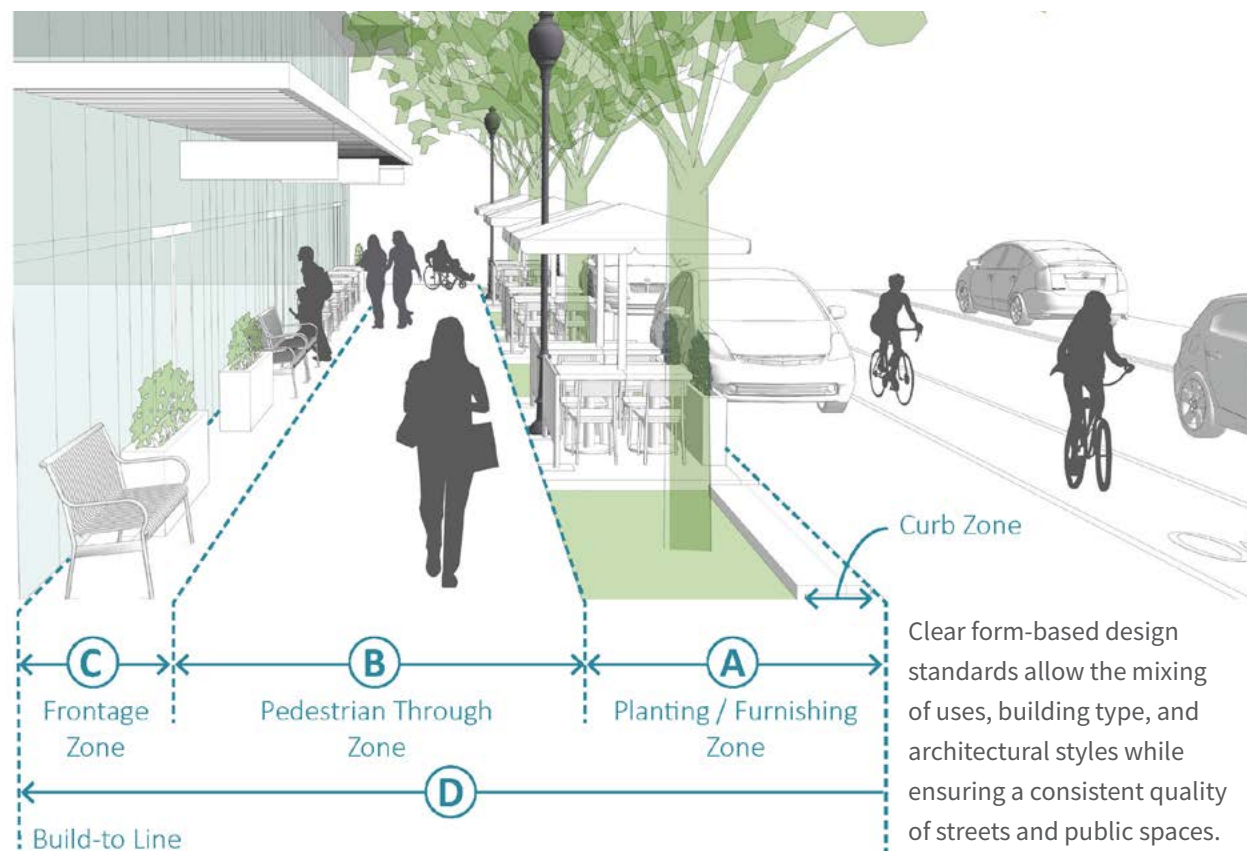 Curb Zone
C
B
A
Frontage
Zone
Pedestrian Through
Zone
Planting / Furnishing
Zone
D
Build-to Line
Clear form-based design
standards allow the mixing
of uses, building type, and
architectural styles while
ensuring a consistent quality
of streets and public spaces.